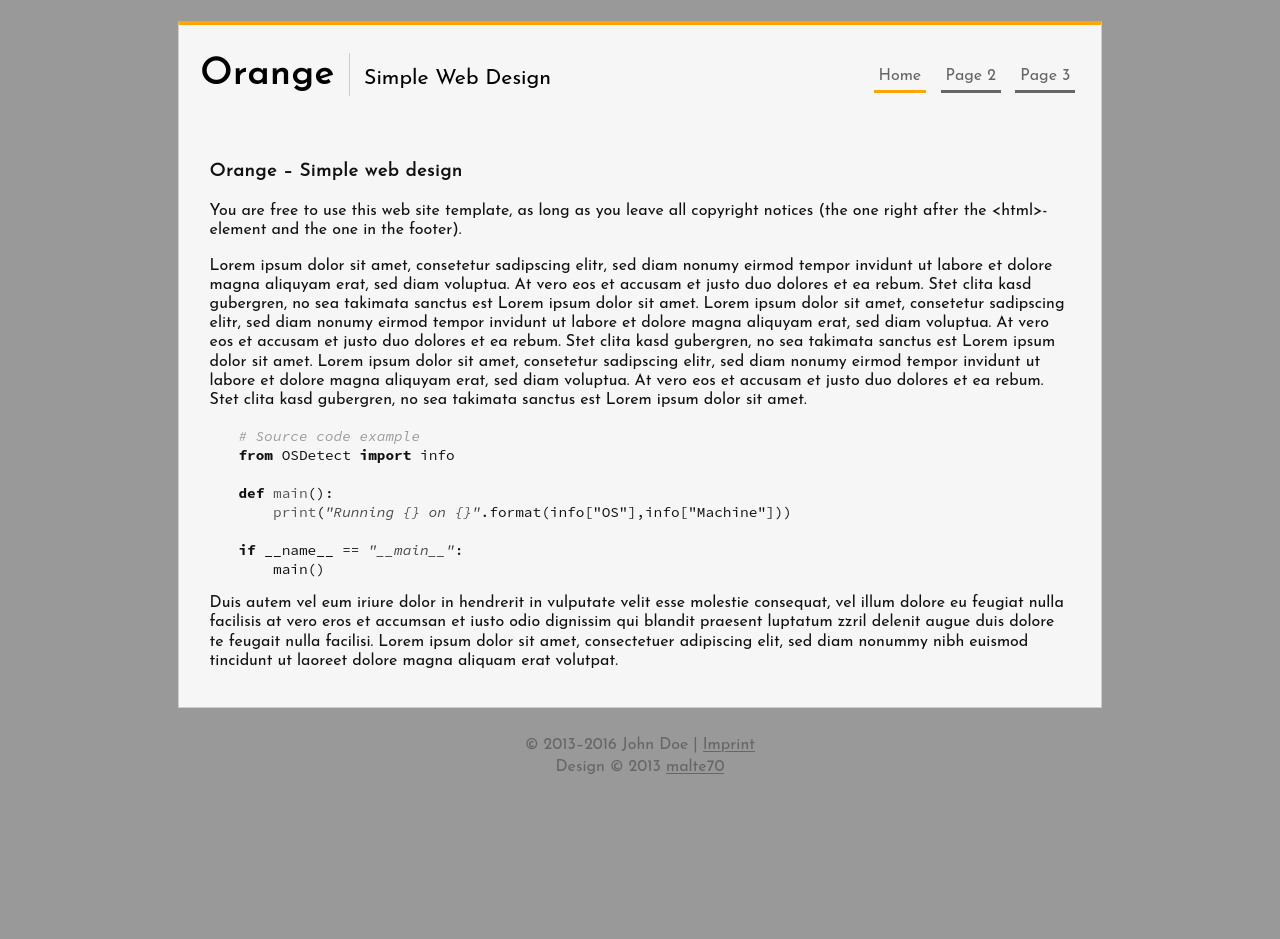 Orange
Simple Web Design
Home
Page 2
Page 3
Orange – Simple web design
You are free to use this web site template, as long as you leave all copyright notices (the one right after the <html>-
element and the one in the footer).
Lorem ipsum dolor sit amet, consetetur sadipscing elitr, sed diam nonumy eirmod tempor invidunt ut labore et dolore
magna aliquyam erat, sed diam voluptua. At vero eos et accusam et justo duo dolores et ea rebum. Stet clita kasd
gubergren, no sea takimata sanctus est Lorem ipsum dolor sit amet. Lorem ipsum dolor sit amet, consetetur sadipscing
elitr, sed diam nonumy eirmod tempor invidunt ut labore et dolore magna aliquyam erat, sed diam voluptua. At vero
eos et accusam et justo duo dolores et ea rebum. Stet clita kasd gubergren, no sea takimata sanctus est Lorem ipsum
dolor sit amet. Lorem ipsum dolor sit amet, consetetur sadipscing elitr, sed diam nonumy eirmod tempor invidunt ut
labore et dolore magna aliquyam erat, sed diam voluptua. At vero eos et accusam et justo duo dolores et ea rebum.
Stet clita kasd gubergren, no sea takimata sanctus est Lorem ipsum dolor sit amet.
# Source code example
from OSDetect import info
def main():
    print("Running {} on {}".format(info["OS"],info["Machine"]))
if __name__ == "__main__":
    main()
Duis autem vel eum iriure dolor in hendrerit in vulputate velit esse molestie consequat, vel illum dolore eu feugiat nulla
facilisis at vero eros et accumsan et iusto odio dignissim qui blandit praesent luptatum zzril delenit augue duis dolore
te feugait nulla facilisi. Lorem ipsum dolor sit amet, consectetuer adipiscing elit, sed diam nonummy nibh euismod
tincidunt ut laoreet dolore magna aliquam erat volutpat.
© 2013–2016 John Doe | Imprint
Design © 2013 malte70